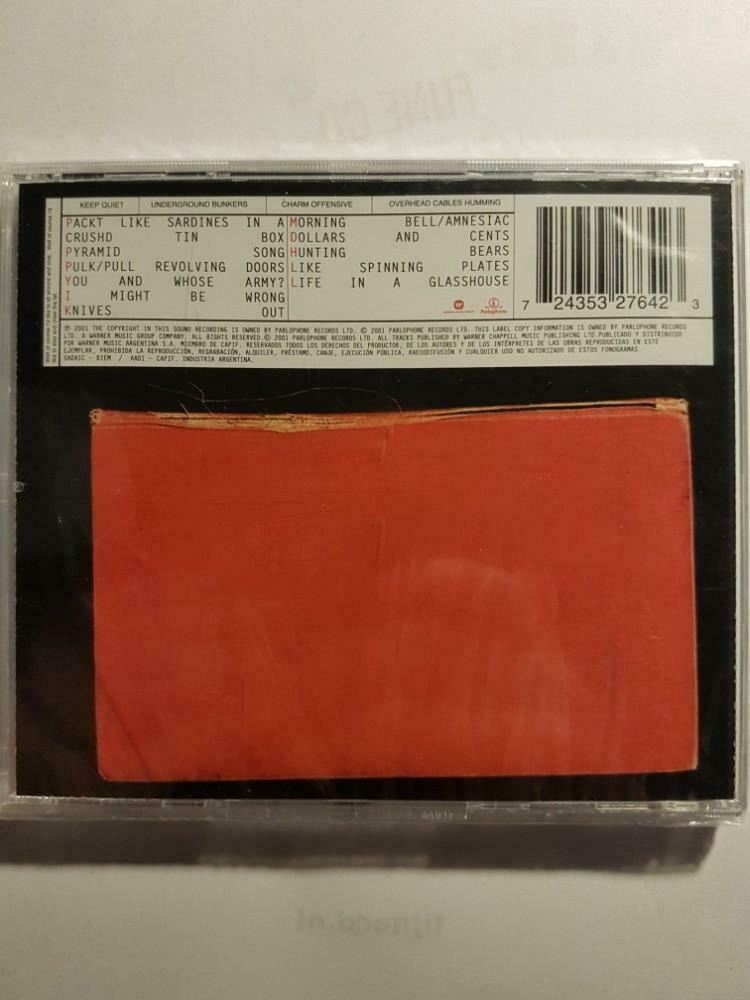 KEEP QUIET
UNDERGROUND BUNKERS
CHARM OFFENSIVE
OVERHEAD CABLES HUMMING
PACKT LIKE SARDINES IN A
CRUSHD TIN BOX
PYRAMID SONG
PULK/PULL REVOLVING DOORS
YOU AND WHOSE ARMY?
I MIGHT BE WRONG
KNIVES OUT
MORNING BELL/AMNESIAC
DOLLARS AND CENTS
HUNTING BEARS
LIKE SPINNING PLATES
LIFE IN A GLASSHOUSE
Parlophone
7 24353 27642 3
℗ 2001 THE COPYRIGHT IN THIS SOUND RECORDING IS OWNED BY PARLOPHONE RECORDS LTD. © 2001 PARLOPHONE RECORDS LTD. THIS LABEL COPY INFORMATION IS OWNED BY PARLOPHONE RECORDS
LTD. A WARNER MUSIC GROUP COMPANY. ALL RIGHTS RESERVED.© 2001 PARLOPHONE RECORDS LTD. ALL TRACKS PUBLISHED BY WARNER CHAPPELL MUSIC PUBLISHING LTD.PUBLICADO Y DISTRIBUIDO
POR WARNER MUSIC ARGENTINA S.A. MIEMBRO DE CAPIF. RESERVADOS TODOS LOS DERECHOS DEL PRODUCTOR, DE LOS AUTORES Y DE LOS INTÉRPRETES DE LAS OBRAS REPRODUCIDAS EN ESTE
EJEMPLAR, PROHIBIDA LA REPRODUCCIÓN, REGRABACIÓN, ALQUILER, PRÉSTAMO, CANJE, EJECUCIÓN PÚBLICA, RADIODIFUSIÓN Y CUALQUIER USO NO AUTORIZADO DE ESTOS FONOGRAMAS.
SADAIC - BIEM / AADI - CAPIF. INDUSTRIA ARGENTINA.